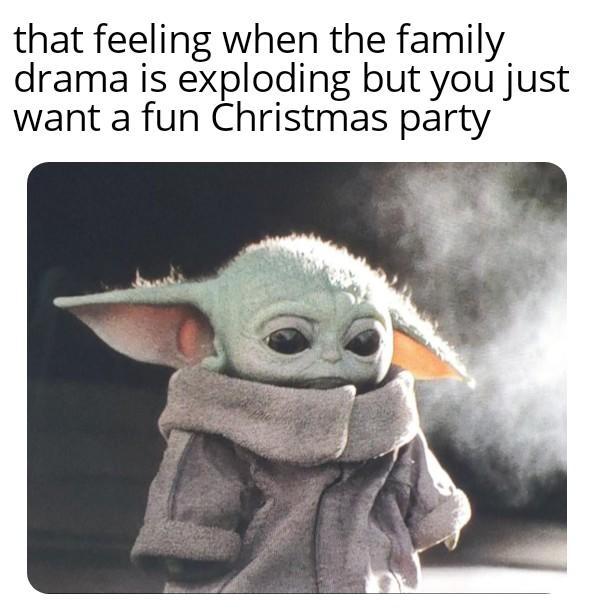 that feeling when the family
drama is exploding but you just
want a fun Christmas party